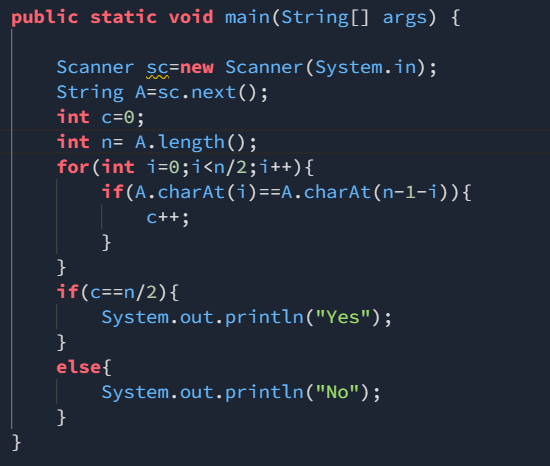 public static void main(String[] args) {
Scanner sc=new Scanner(System.in);
String A=sc.next();
int c=0;
int n= A.length();
for(int i=0;i<n/2;i++){
if(A.charAt(i)==A.charAt(n-1-i)){
c++;
}
}
if(c==n/2){
System.out.println("Yes");
}
else{
System.out.println("No");
}
}